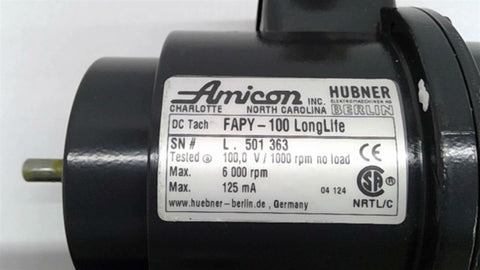 Amicon INC.
CHARLOTTE NORTH CAROLINA
HUBNER
ELEKTROMASCHINEN AG
BERLIN
DC Tach FAPY-100 LongLife
SN # L. 501 363
Tested @ 100,0 V/1000 rpm no load
Max. 6 000 rpm
Max. 125 mA
04 124
www.huebner-berlin.de, Germany
CE
SA
NRTL/C